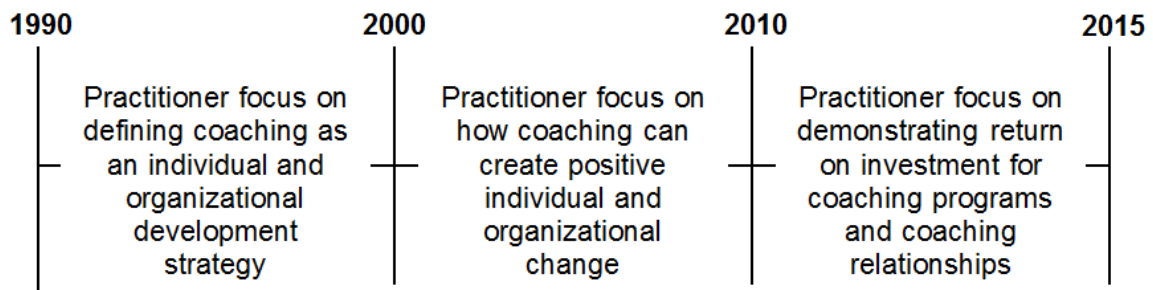 1990
2000
2010
2015
Practitioner focus on
defining coaching as
an individual and
organizational
development
strategy
Practitioner focus on
how coaching can
create positive
individual and
organizational
change
Practitioner focus on
demonstrating return
on investment for
coaching programs
and coaching
relationships